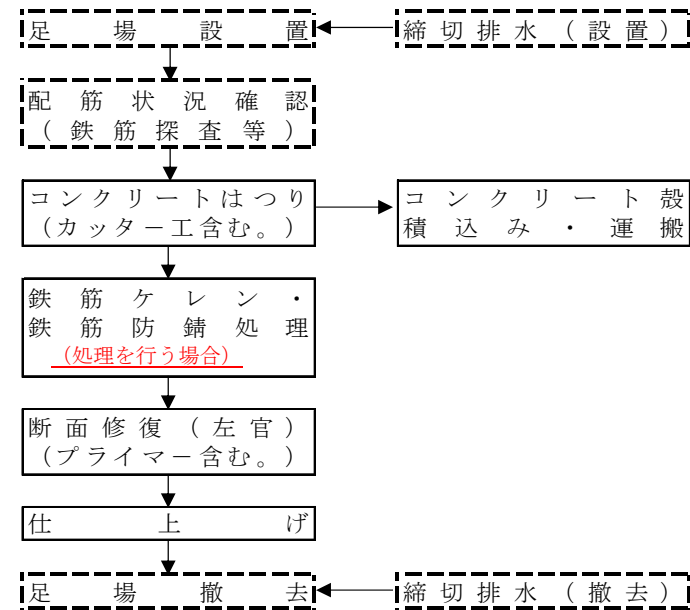 足場設置
締切排水（設置）
配筋状況確認
（鉄筋探査等）
コンクリートはつり
（カッター工含む。）
コンクリート殻
積込み・運搬
鉄筋ケレン・
鉄筋防錆処理
（処理を行う場合）
断面修復（左官）
（プライマー含む。）
仕上げ
足場撤去
締切排水（撤去）